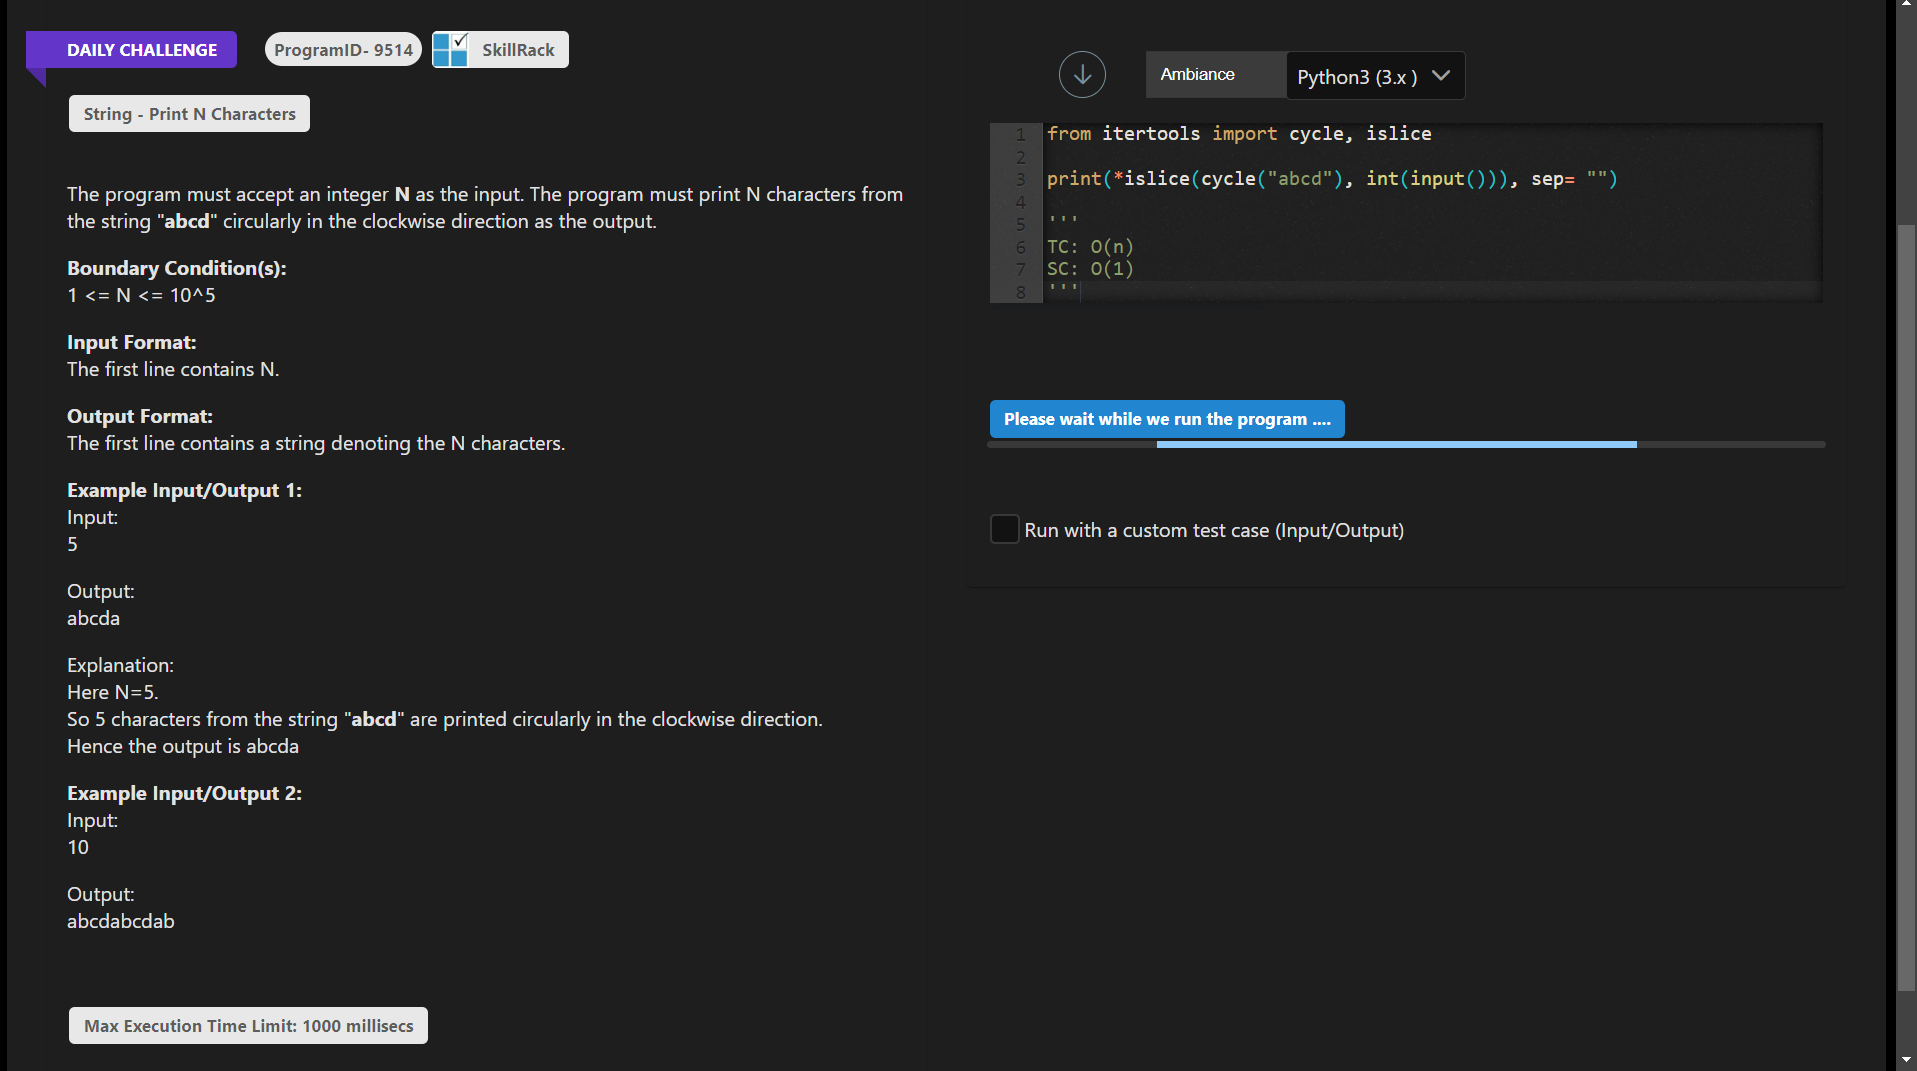 DAILY CHALLENGE
ProgramID- 9514
SkillRack
String - Print N Characters
The program must accept an integer N as the input. The program must print N characters from
the string "abcd" circularly in the clockwise direction as the output.
Boundary Condition(s):
1 <= N <= 10^5
Input Format:
The first line contains N.
Output Format:
The first line contains a string denoting the N characters.
Example Input/Output 1:
Input:
5
Output:
abcda
Explanation:
Here N=5.
So 5 characters from the string "abcd" are printed circularly in the clockwise direction.
Hence the output is abcda
Example Input/Output 2:
Input:
10
Output:
abcdabcdab
Max Execution Time Limit: 1000 millisecs
Ambiance
Python3 (3.x )
1 from itertools import cycle, islice
2
3 print(*islice(cycle("abcd"), int(input())), sep= "")
4
5 '''
6 TC: O(n)
7 SC: O(1)
8 '''
Please wait while we run the program ....
Run with a custom test case (Input/Output)